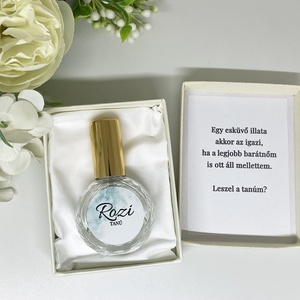 Rozi
TANÚ
Egy esküvő illata
akkor az igazi,
ha a legjobb barátnőm
is ott áll mellettem.
Leszel a tanúm?